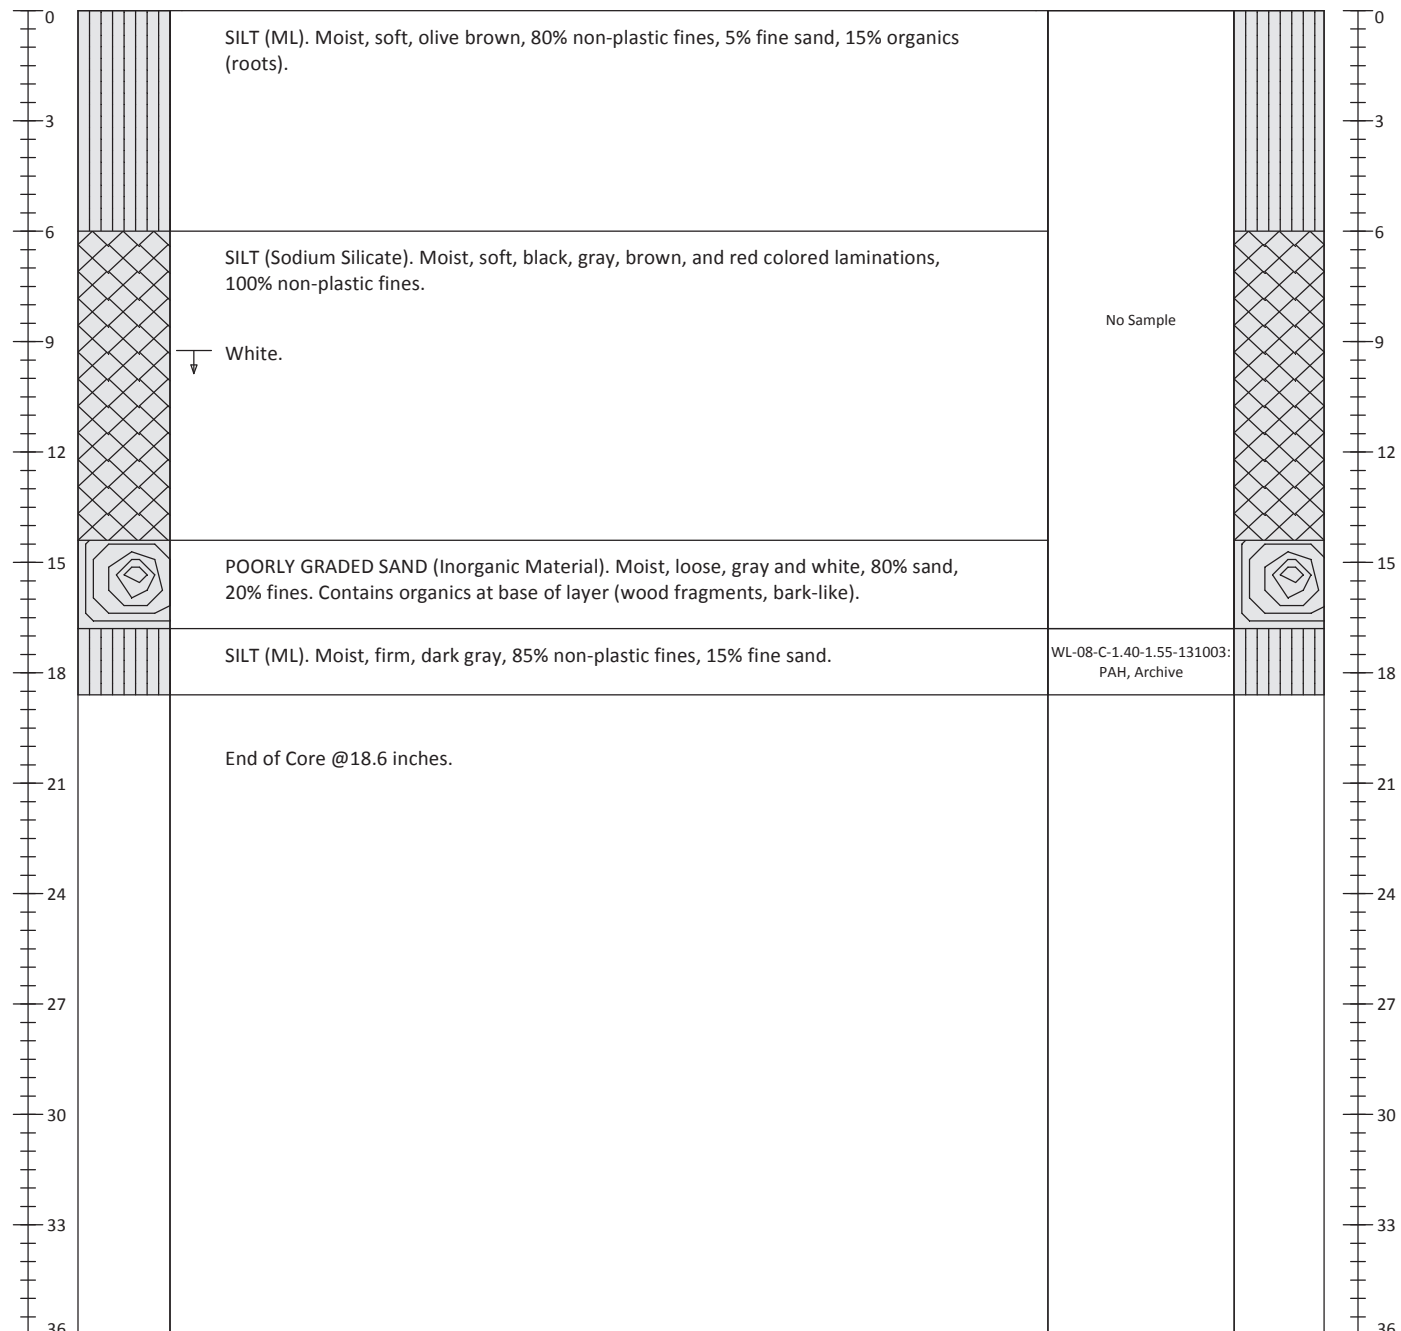 0
SILT (ML). Moist, soft, olive brown, 80% non-plastic fines, 5% fine sand, 15% organics
(roots).
0
3
3
6
6
SILT (Sodium Silicate). Moist, soft, black, gray, brown, and red colored laminations,
100% non-plastic fines.
No Sample
9
White.
9
12
12
15
POORLY GRADED SAND (Inorganic Material). Moist, loose, gray and white, 80% sand,
20% fines. Contains organics at base of layer (wood fragments, bark-like).
15
SILT (ML). Moist, firm, dark gray, 85% non-plastic fines, 15% fine sand.
WL-08-C-1.40-1.55-131003:
PAH, Archive
18
18
End of Core @18.6 inches.
21
21
24
24
27
27
30
30
33
33
36
36